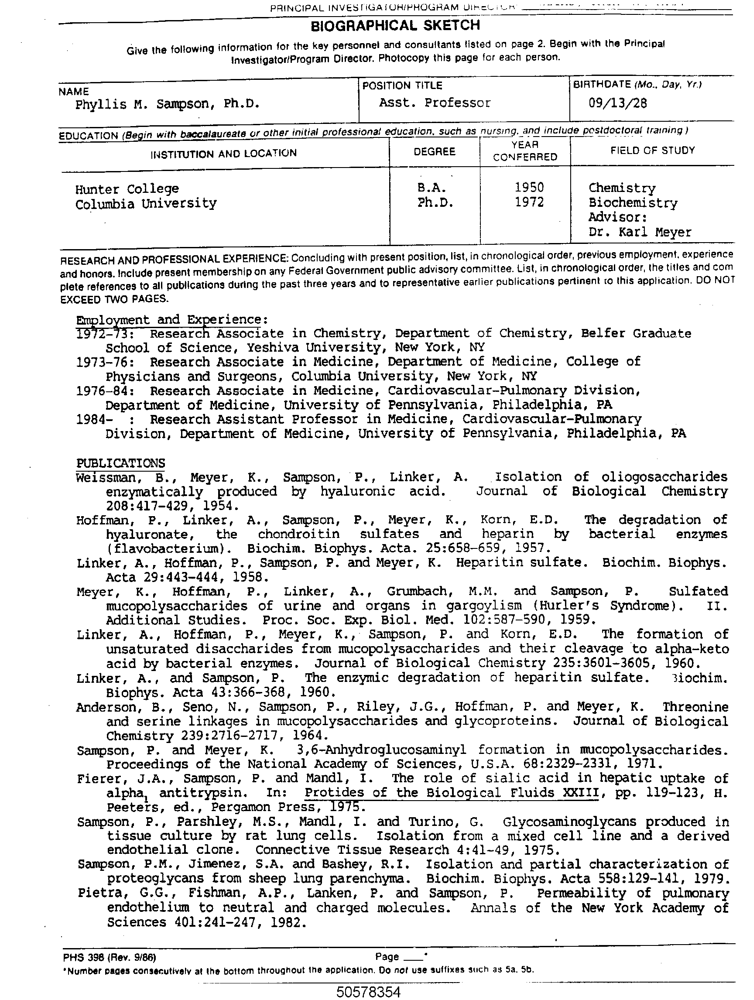 PRINCIPAL INVESTIGATOR/PROGRAM DIRECTOR
BIOGRAPHICAL SKETCH
Give the following information for the key personnel and consultants listed on page 2. Begin with the Principal
Investigator/Program Director. Photocopy this page for each person.
NAME
Phyllis M. Sampson, Ph.D.
POSITION TITLE
Asst. Professor
BIRTHDATE (Mo., Day, Yr.)
09/13/28
EDUCATION (Begin with baccalaureate or other initial professional education, such as nursing, and include postdoctoral training.)
INSTITUTION AND LOCATION DEGREE YEAR CONFERRED FIELD OF STUDY
Hunter College B.A. 1950 Chemistry
Columbia University Ph.D. 1972 Biochemistry
Advisor:
Dr. Karl Meyer
RESEARCH AND PROFESSIONAL EXPERIENCE: Concluding with present position, list, in chronological order, previous employment, experience
and honors. Include present membership on any Federal Government public advisory committee. List, in chronological order, the titles and com
plete references to all publications during the past three years and to representative earlier publications pertinent to this application. DO NOT
EXCEED TWO PAGES.
Employment and Experience:
1972-73: Research Associate in Chemistry, Department of Chemistry, Belfer Graduate
School of Science, Yeshiva University, New York, NY
1973-76: Research Associate in Medicine, Department of Medicine, College of
Physicians and Surgeons, Columbia University, New York, NY
1976-84: Research Associate in Medicine, Cardiovascular-Pulmonary Division,
Department of Medicine, University of Pennsylvania, Philadelphia, PA
1984- : Research Assistant Professor in Medicine, Cardiovascular-Pulmonary
Division, Department of Medicine, University of Pennsylvania, Philadelphia, PA
PUBLICATIONS
Weissman, B., Meyer, K., Sampson, P., Linker, A. Isolation of oliogosaccharides
enzymatically produced by hyaluronic acid. Journal of Biological Chemistry
208:417-429, 1954.
Hoffman, P., Linker, A., Sampson, P., Meyer, K., Korn, E.D. The degradation of
hyaluronate, the chondroitin sulfates and heparin by bacterial enzymes
(flavobacterium). Biochim. Biophys. Acta. 25:658-659, 1957.
Linker, A., Hoffman, P., Sampson, P. and Meyer, K. Heparitin sulfate. Biochim. Biophys.
Acta 29:443-444, 1958.
Meyer, K., Hoffman, P., Linker, A., Grumbach, M.M. and Sampson, P. Sulfated
mucopolysaccharides of urine and organs in gargoylism (Hurler's Syndrome). II.
Additional Studies. Proc. Soc. Exp. Biol. Med. 102:587-590, 1959.
Linker, A., Hoffman, P., Meyer, K., Sampson, P. and Korn, E.D. The formation of
unsaturated disaccharides from mucopolysaccharides and their cleavage to alpha-keto
acid by bacterial enzymes. Journal of Biological Chemistry 235:3601-3605, 1960.
Linker, A., and Sampson, P. The enzymic degradation of heparitin sulfate. Biochim.
Biophys. Acta 43:366-368, 1960.
Anderson, B., Seno, N., Sampson, P., Riley, J.G., Hoffman, P. and Meyer, K. Threonine
and serine linkages in mucopolysaccharides and glycoproteins. Journal of Biological
Chemistry 239:2716-2717, 1964.
Sampson, P. and Meyer, K. 3,6-Anhydroglucosaminyl formation in mucopolysaccharides.
Proceedings of the National Academy of Sciences, U.S.A. 68:2329-2331, 1971.
Fierer, J.A., Sampson, P. and Mandl, I. The role of sialic acid in hepatic uptake of
alpha1 antitrypsin. In: Protides of the Biological Fluids XXIII, pp. 119-123, H.
Peeters, ed., Pergamon Press, 1975.
Sampson, P., Parshley, M.S., Mandl, I. and Turino, G. Glycosaminoglycans produced in
tissue culture by rat lung cells. Isolation from a mixed cell line and a derived
endothelial clone. Connective Tissue Research 4:41-49, 1975.
Sampson, P.M., Jimenez, S.A. and Bashey, R.I. Isolation and partial characterization of
proteoglycans from sheep lung parenchyma. Biochim. Biophys. Acta 558:129-141, 1979.
Pietra, G.G., Fishman, A.P., Lanken, P. and Sampson, P. Permeability of pulmonary
endothelium to neutral and charged molecules. Annals of the New York Academy of
Sciences 401:241-247, 1982.
PHS 398 (Rev. 9/86) Page ___*
*Number pages consecutively at the bottom throughout the application. Do not use suffixes such as 5a, 5b.
50578354